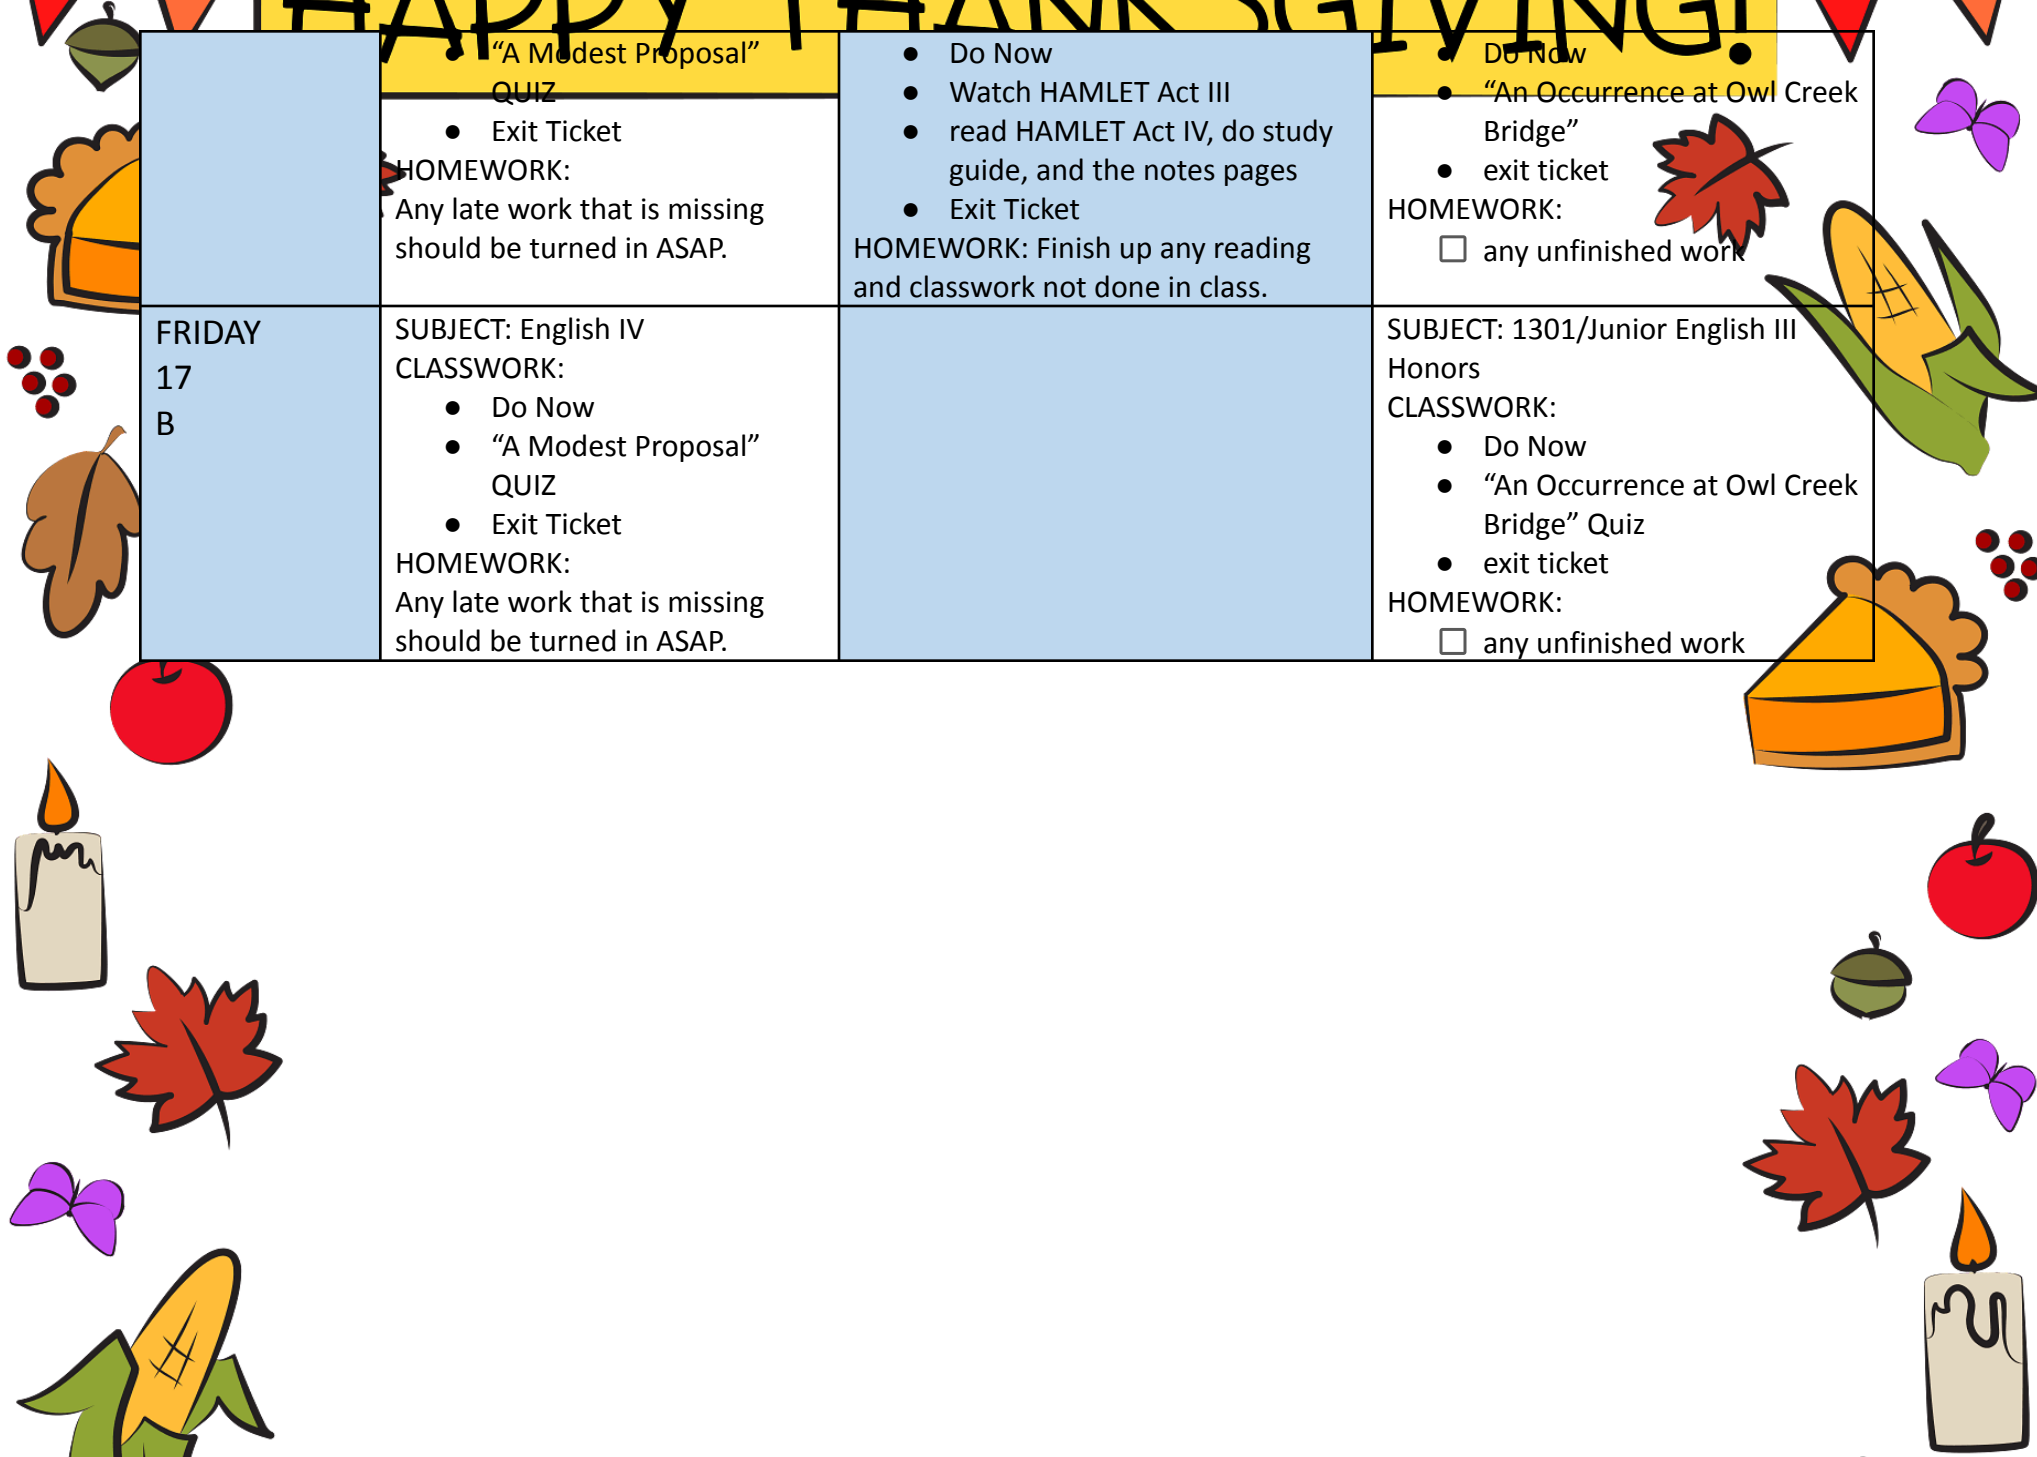 HAPPY THANKSGIVING!
● “A Modest Proposal”
QUIZ
● Exit Ticket
HOMEWORK:
Any late work that is missing
should be turned in ASAP.
● Do Now
● Watch HAMLET Act III
● read HAMLET Act IV, do study
guide, and the notes pages
● Exit Ticket
HOMEWORK: Finish up any reading
and classwork not done in class.
● Do Now
● “An Occurrence at Owl Creek
Bridge”
● exit ticket
HOMEWORK:
☐ any unfinished work
FRIDAY
17
B
SUBJECT: English IV
CLASSWORK:
● Do Now
● “A Modest Proposal”
QUIZ
● Exit Ticket
HOMEWORK:
Any late work that is missing
should be turned in ASAP.
SUBJECT: 1301/Junior English III
Honors
CLASSWORK:
● Do Now
● “An Occurrence at Owl Creek
Bridge” Quiz
● exit ticket
HOMEWORK:
☐ any unfinished work